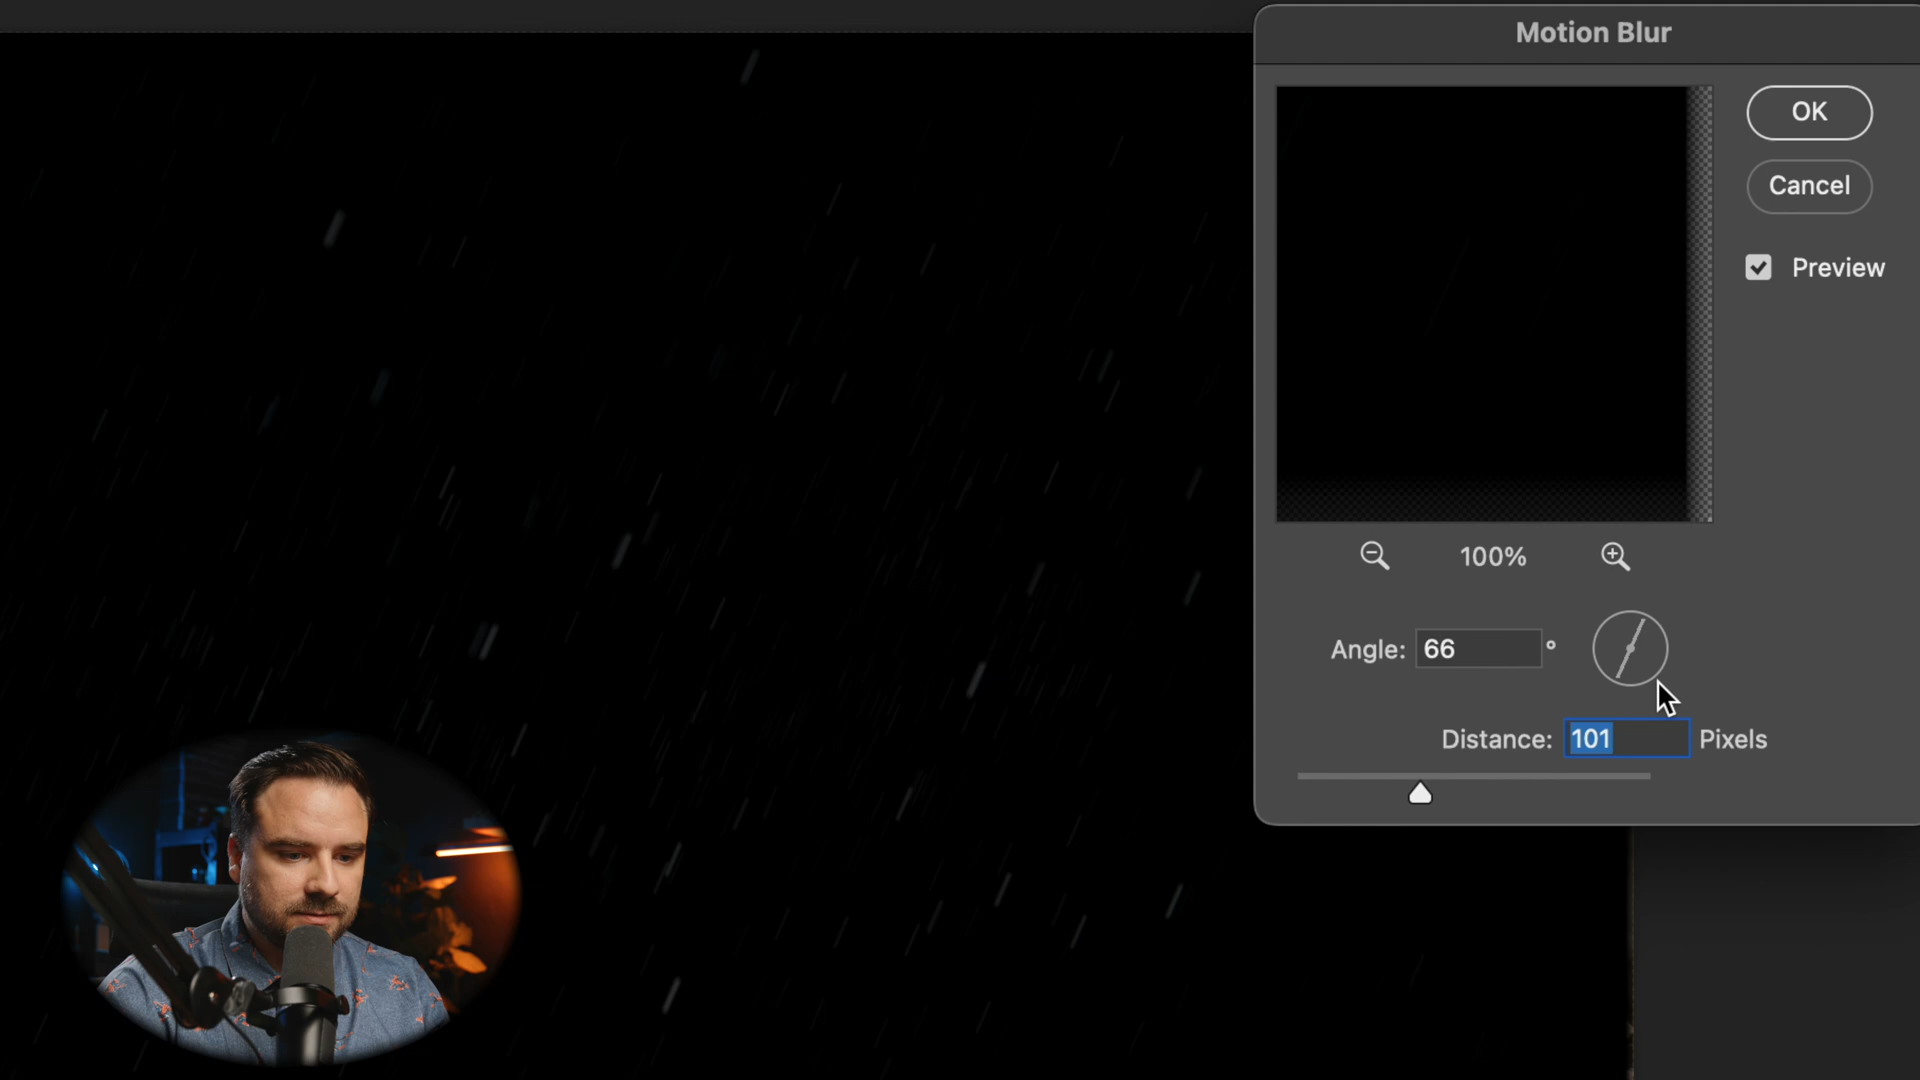 Motion Blur
OK
Cancel
Preview
100%
Angle: 66 °
Distance: 101 Pixels